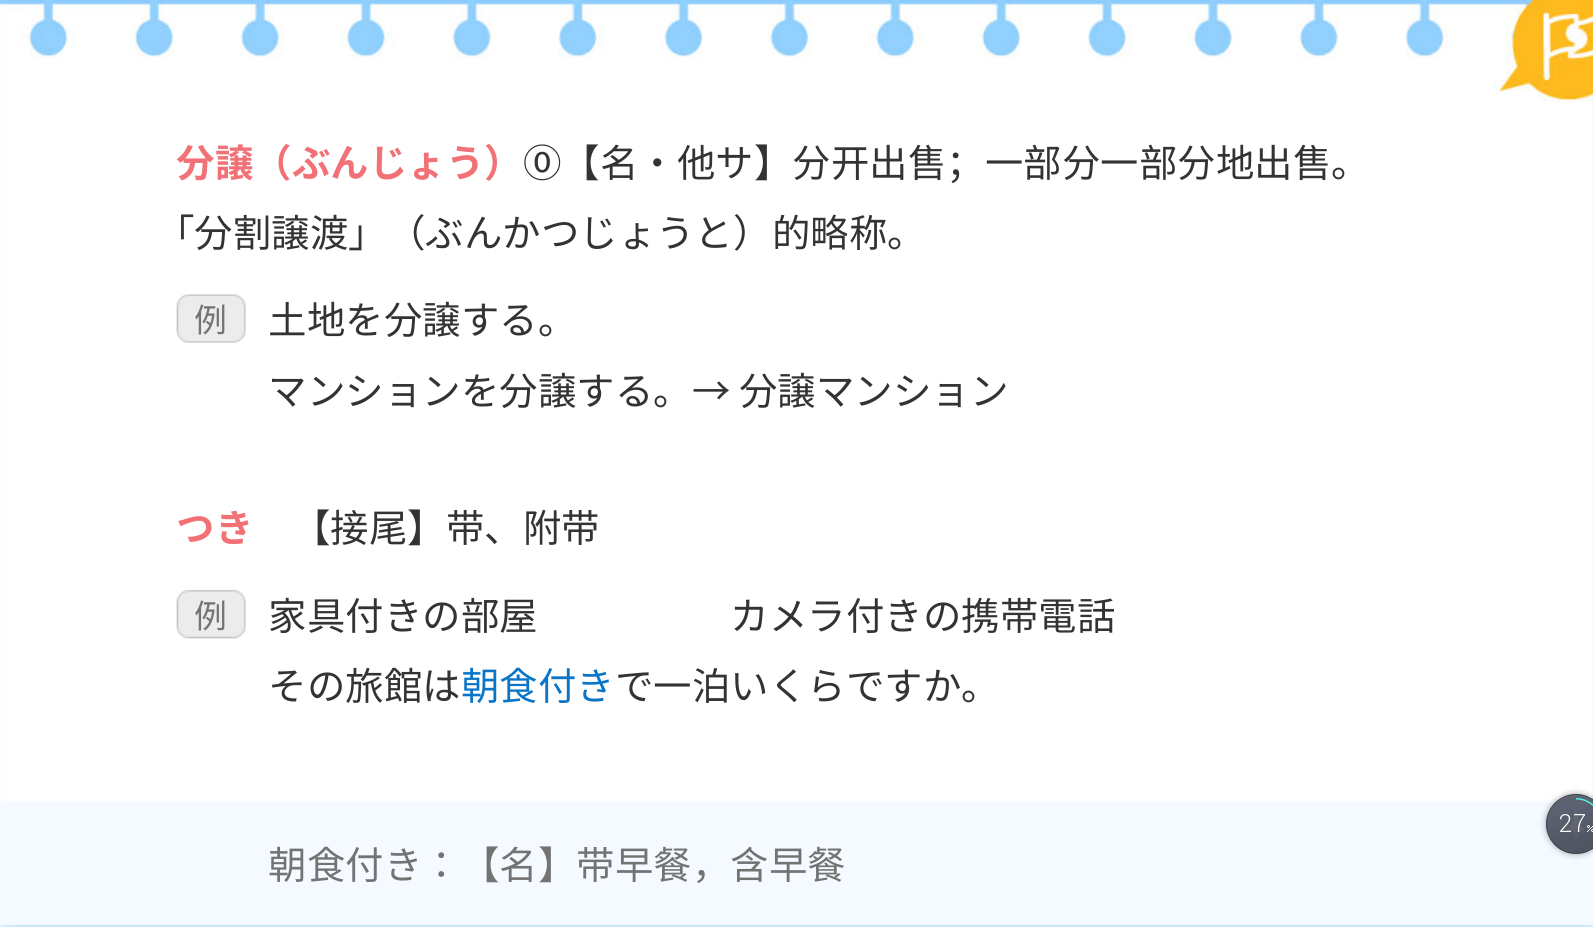 分譲（ぶんじょう）⓪【名・他サ】分开出售；一部分一部分地出售。
「分割譲渡」（ぶんかつじょうと）的略称。
例 土地を分譲する。
マンションを分譲する。→ 分譲マンション
つき 【接尾】带、附带
例 家具付きの部屋 カメラ付きの携帯電話
その旅館は朝食付きで一泊いくらですか。
27%
朝食付き：【名】带早餐，含早餐